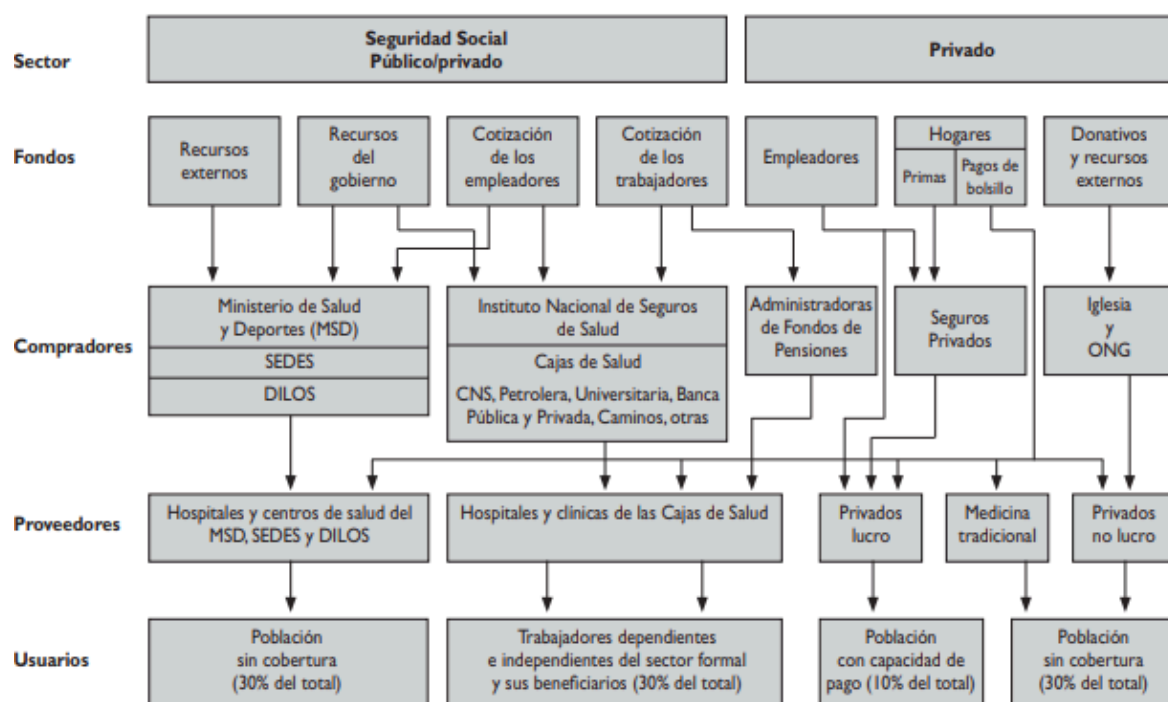 Sector
Seguridad Social
Público/privado
Privado
Fondos
Recursos
externos
Recursos
del
gobierno
Cotización
de los
empleadores
Cotización
de los
trabajadores
Empleadores
Hogares
Primas
Pagos de
bolsillo
Donativos
y recursos
externos
Compradores
Ministerio de Salud
y Deportes (MSD)
SEDES
DILOS
Instituto Nacional de Seguros
de Salud
Cajas de Salud
CNS, Petrolera, Universitaria, Banca
Pública y Privada, Caminos, otras
Administradoras
de Fondos de
Pensiones
Seguros
Privados
Iglesia
y
ONG
Proveedores
Hospitales y centros de salud del
MSD, SEDES y DILOS
Hospitales y clínicas de las Cajas de Salud
Privados
lucro
Medicina
tradicional
Privados
no lucro
Usuarios
Población
sin cobertura
(30% del total)
Trabajadores dependientes
e independientes del sector formal
y sus beneficiarios (30% del total)
Población
con capacidad de
pago (10% del total)
Población
sin cobertura
(30% del total)